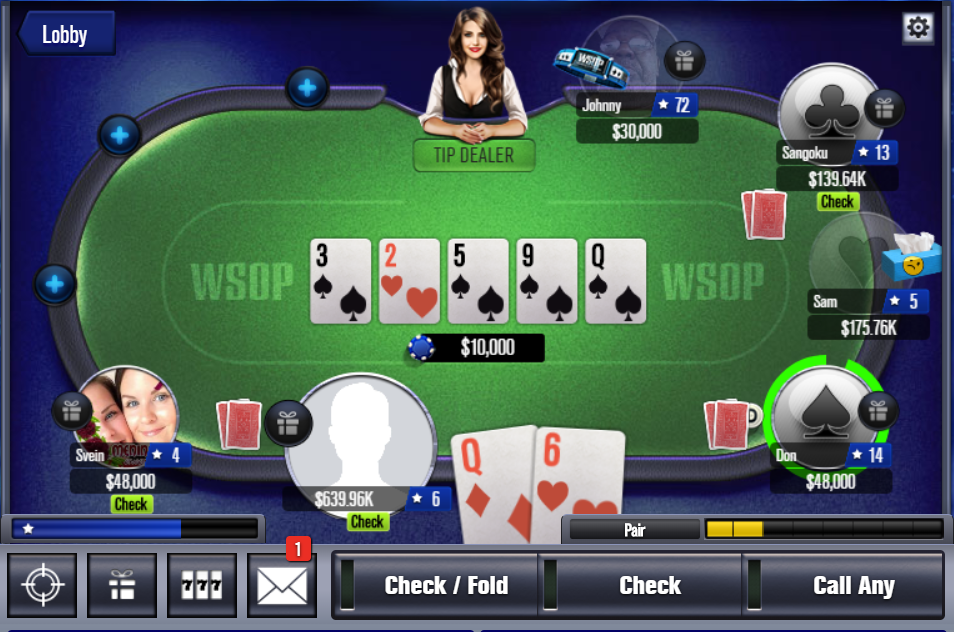 Lobby
WSOP
Johnny ★ 72
$30,000
Sangoku ★ 13
$139.64K
Check
TIP DEALER
3
2
5
9
Q
WSOP
WSOP
Sam ★ 5
$175.76K
$10,000
D
Svein ★ 4
$48,000
Check
$639.96K ★ 6
Check
Q
6
Don ★ 14
$48,000
★
Pair
1
777
Check / Fold
Check
Call Any